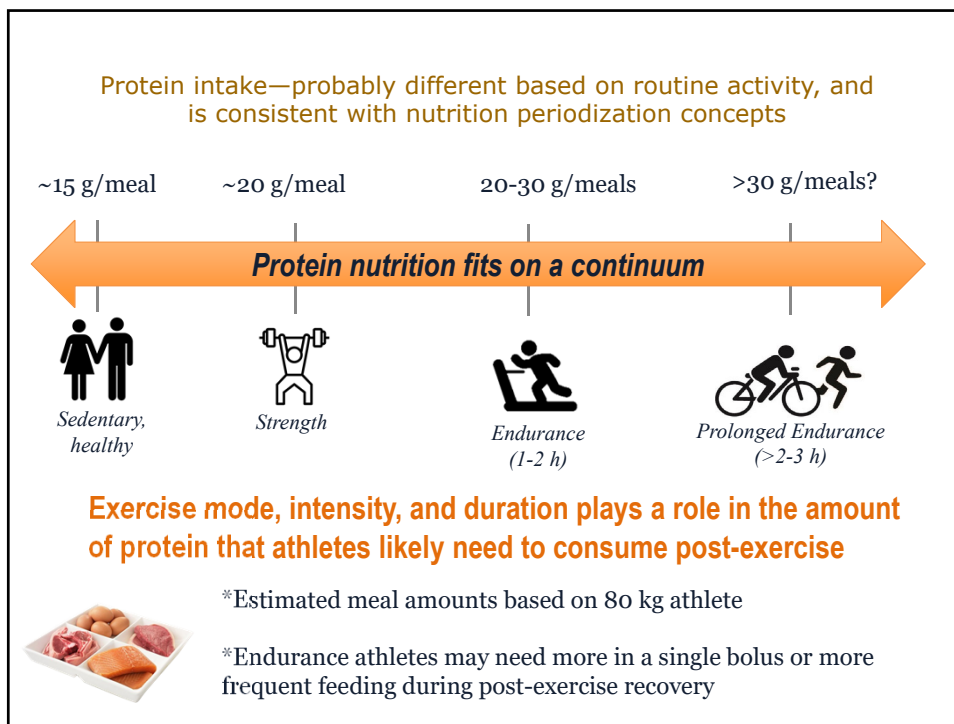 Protein intake—probably different based on routine activity, and
is consistent with nutrition periodization concepts
~15 g/meal
~20 g/meal
20-30 g/meals
>30 g/meals?
Protein nutrition fits on a continuum
Sedentary,
healthy
Strength
Endurance
(1-2 h)
Prolonged Endurance
(>2-3 h)
Exercise mode, intensity, and duration plays a role in the amount
of protein that athletes likely need to consume post-exercise
*Estimated meal amounts based on 80 kg athlete
*Endurance athletes may need more in a single bolus or more
frequent feeding during post-exercise recovery